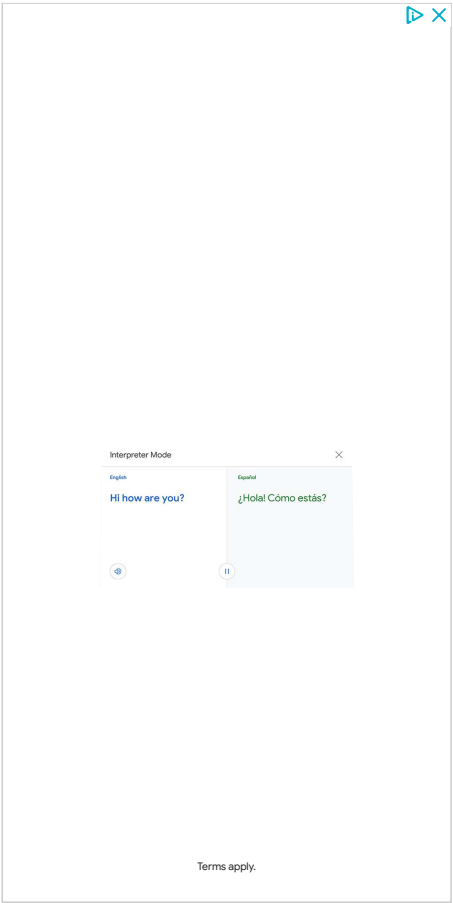 Interpreter Mode
English
Español
Hi how are you?
¿Hola! Cómo estás?
Terms apply.